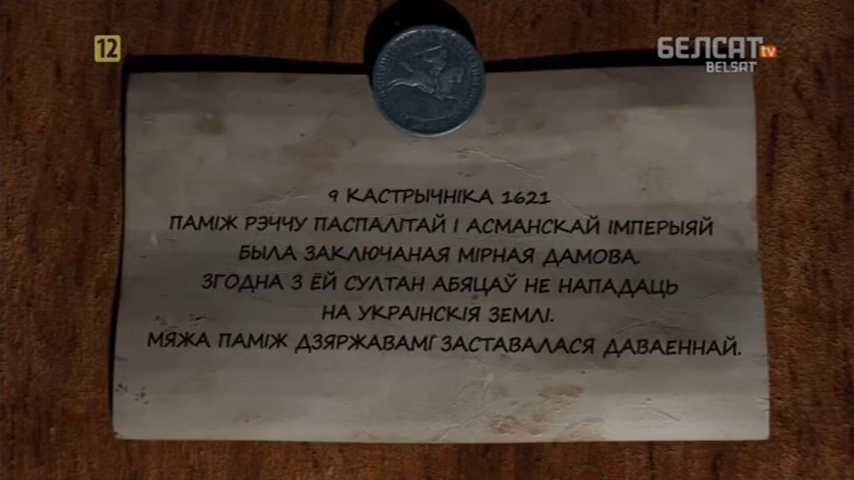 12
БЕЛСАТ tv
BELSAT
9 КАСТРЫЧНІКА 1621
ПАМІЖ РЭЧЧУ ПАСПАЛІТАЙ І АСМАНСКАЙ ІМПЕРЫЯЙ
БЫЛА ЗАКЛЮЧАНАЯ МІРНАЯ ДАМОВА.
ЗГОДНА З ЁЙ СУЛТАН АБЯЦАЎ НЕ НАПАДАЦЬ
НА УКРАІНСКІЯ ЗЕМЛІ.
МЯЖА ПАМІЖ ДЗЯРЖАВАМІ ЗАСТАВАЛАСЯ ДАВАЕННАЙ.